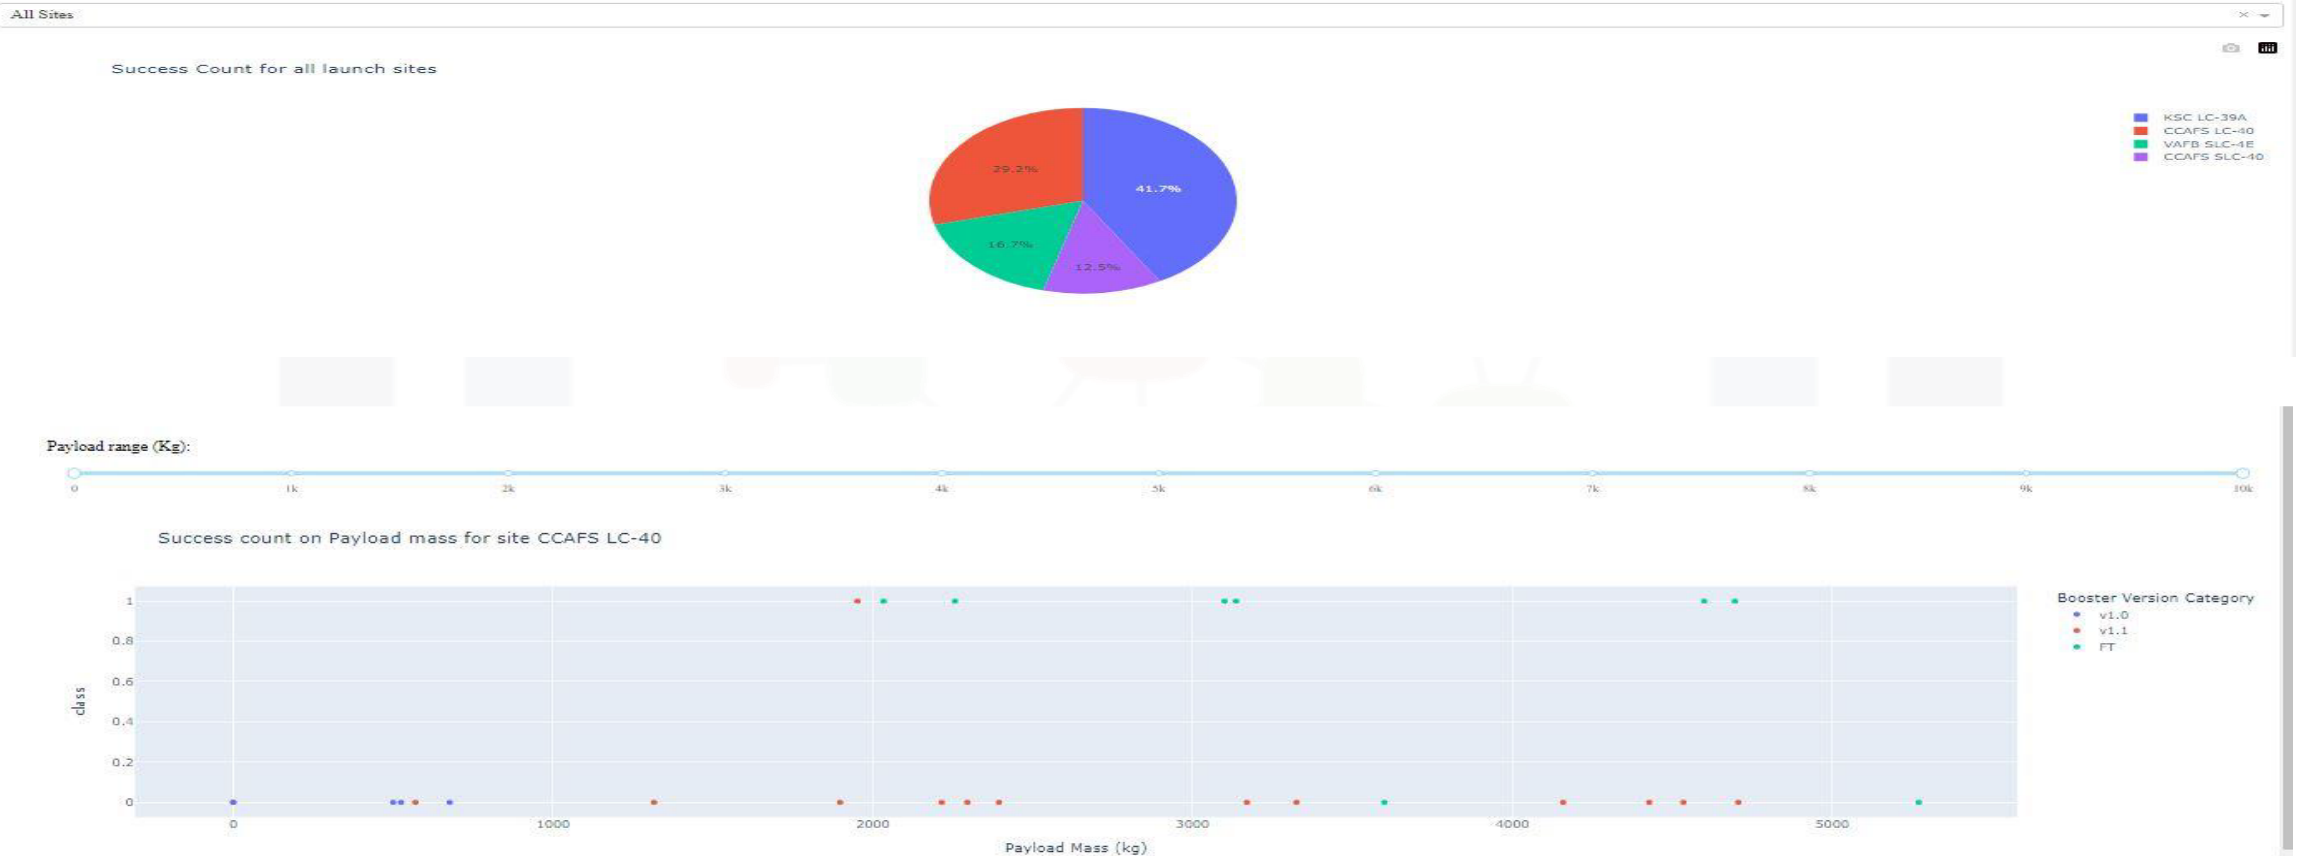 All Sites
Success Count for all launch sites
KSC LC-39A
CCAFS LC-40
VAFB SLC-4E
CCAFS SLC-40
29.2%
41.7%
16.7%
12.5%
Payload range (Kg):
0 1k 2k 3k 4k 5k 6k 7k 8k 9k 10k
Success count on Payload mass for site CCAFS LC-40
Booster Version Category
v1.0
v1.1
FT
1
0.8
0.6
0.4
0.2
0
class
0 1000 2000 3000 4000 5000
Payload Mass (kg)